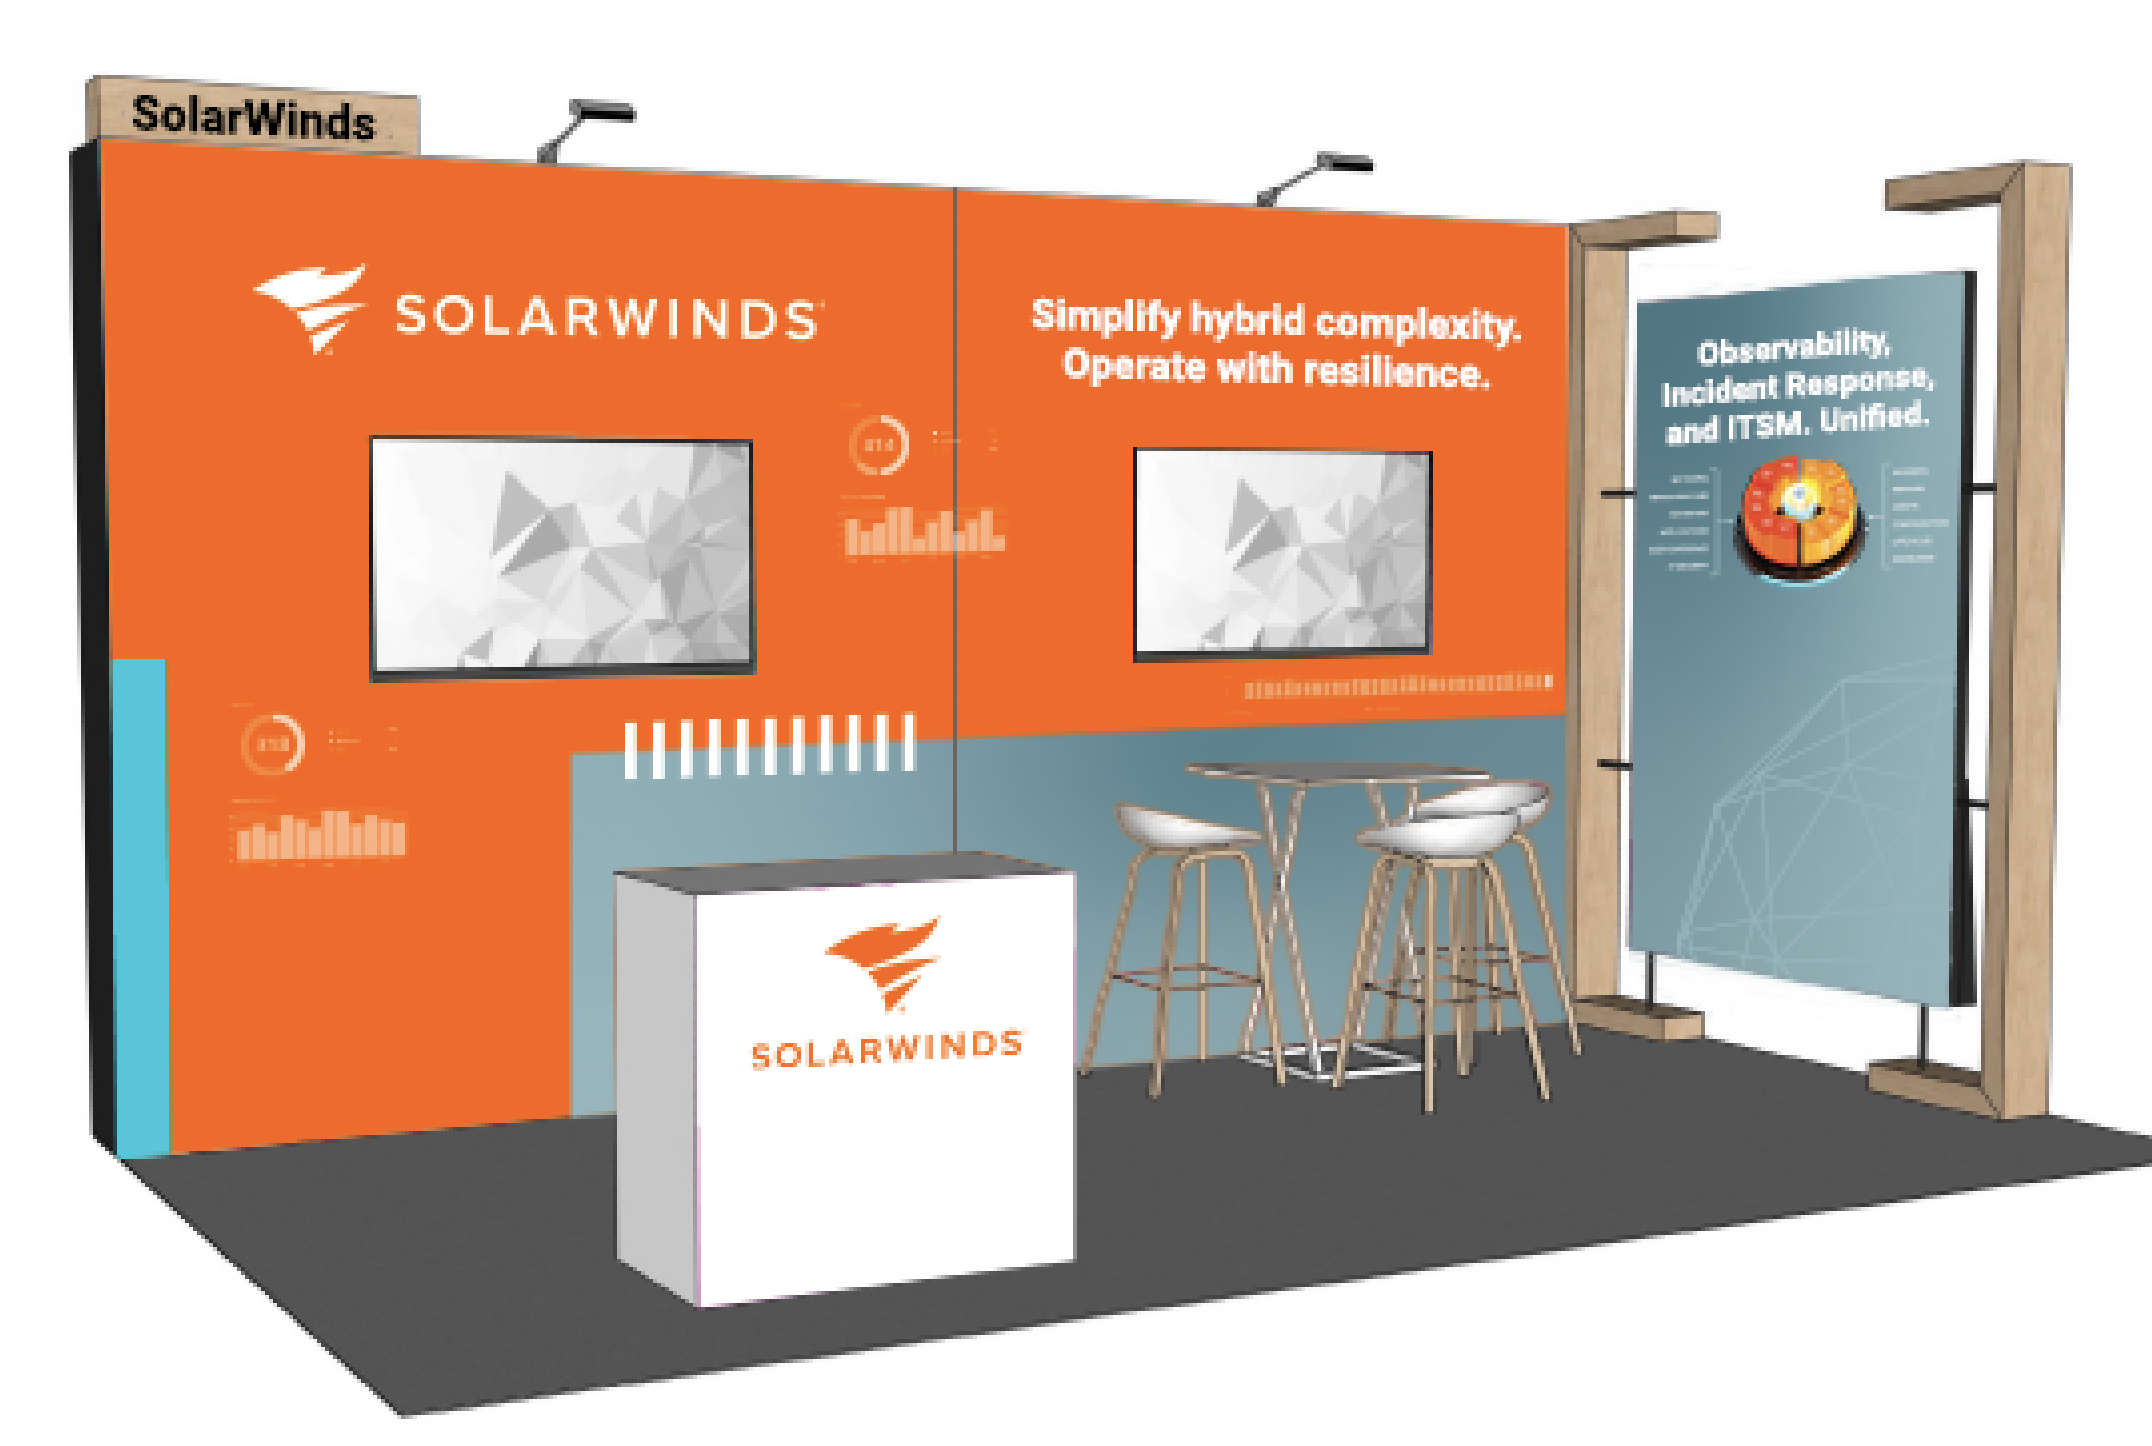 SolarWinds
SOLARWINDS
Simplify hybrid complexity.
Operate with resilience.
Observability,
Incident Response,
and ITSM. Unified.
SOLARWINDS